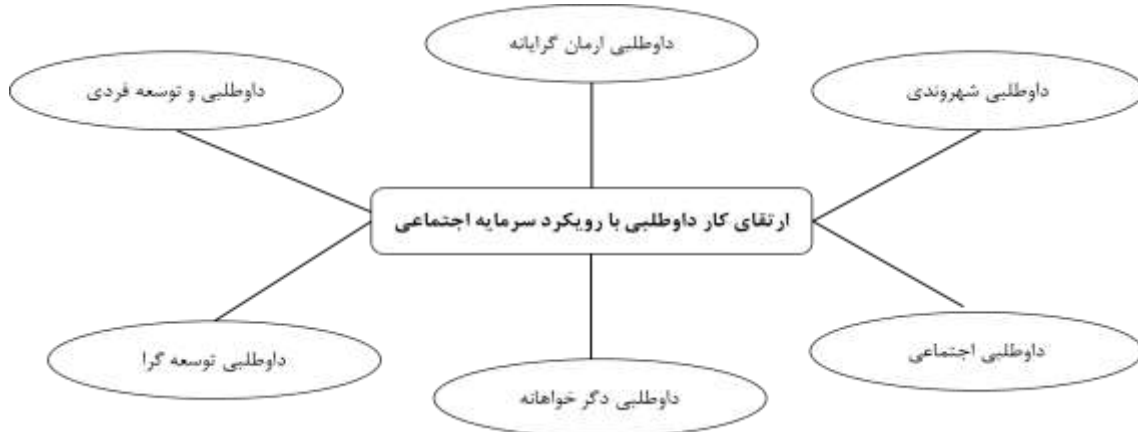 داوطلبی ارمان گرایانه
داوطلبی شهروندی
داوطلبی و توسعه فردی
ارتقای کار داوطلبی با رویکرد سرمایه اجتماعی
داوطلبی اجتماعی
داوطلبی توسعه گرا
داوطلبی دگر خواهانه